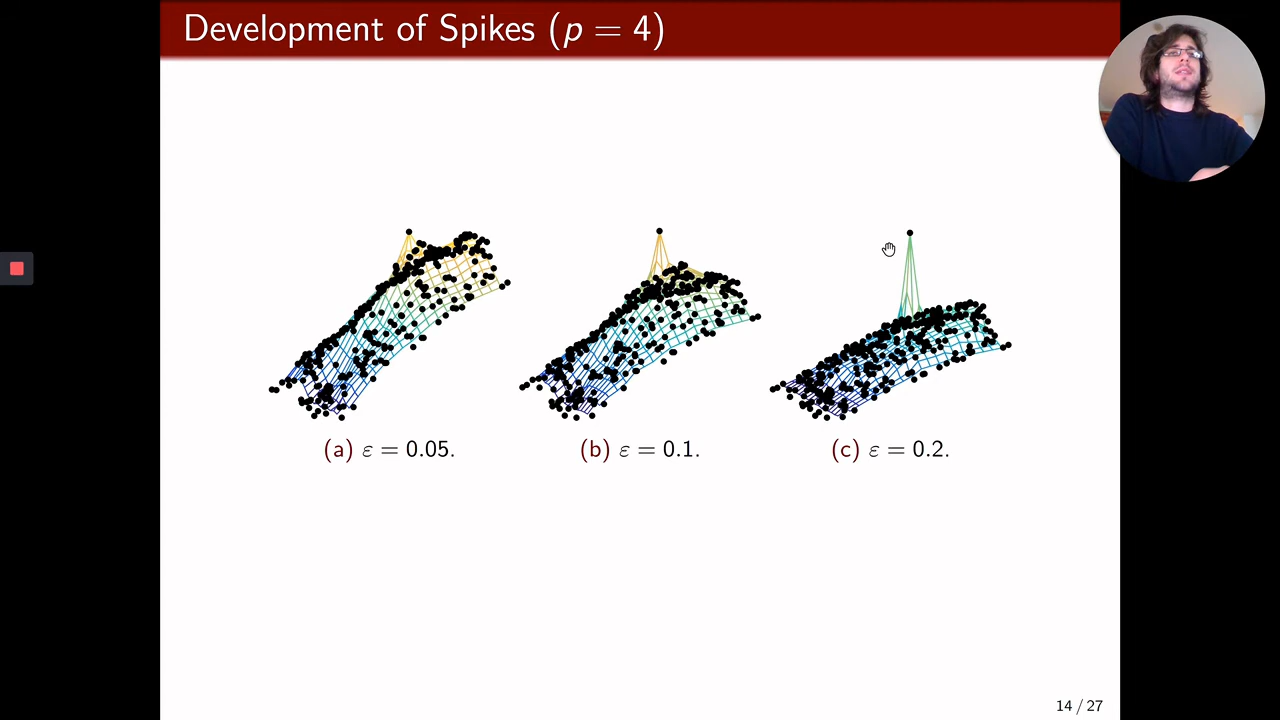 Development of Spikes (p = 4)
(a) ε = 0.05.
(b) ε = 0.1.
(c) ε = 0.2.
14 / 27